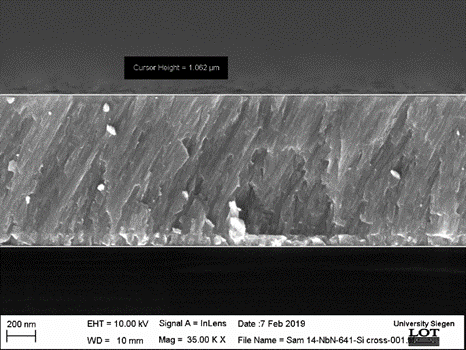 Cursor Height = 1.062 µm
200 nm
EHT = 10.00 kV Signal A = InLens Date :7 Feb 2019 University Siegen
WD = 10 mm Mag = 35.00 K X File Name = Sam 14-NbN-641-Si cross-001. LOT